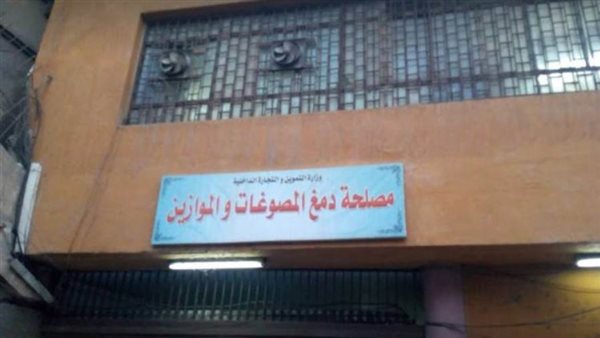 وزارة التموين و التجارة الداخلية
مصلحة دمغ المصوغات و الموازين